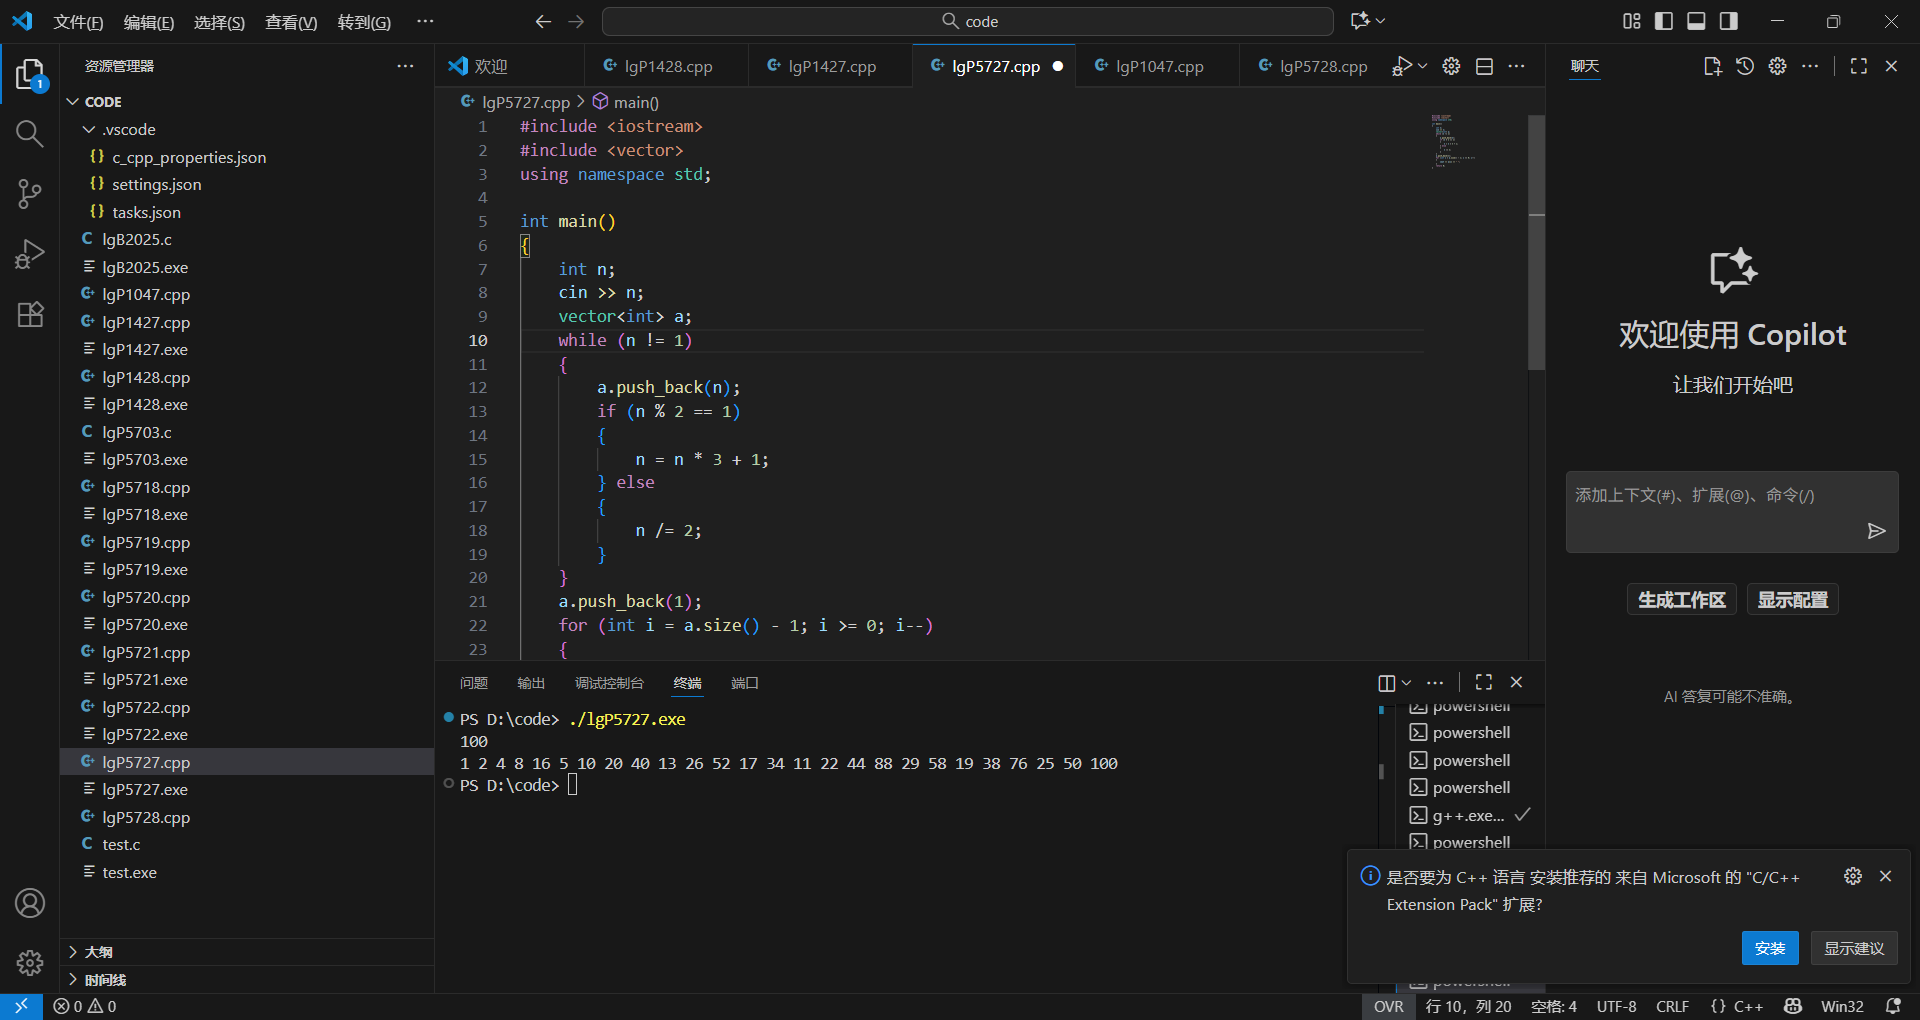 文件(F) 编辑(E) 选择(S) 查看(V) 转到(G) ··· code
资源管理器
CODE
.vscode
{} c_cpp_properties.json
{} settings.json
{} tasks.json
C lgB2025.c
lgB2025.exe
lgP1047.cpp
lgP1427.cpp
lgP1427.exe
lgP1428.cpp
lgP1428.exe
C lgP5703.c
lgP5703.exe
lgP5718.cpp
lgP5718.exe
lgP5719.cpp
lgP5719.exe
lgP5720.cpp
lgP5720.exe
lgP5721.cpp
lgP5721.exe
lgP5722.cpp
lgP5722.exe
lgP5727.cpp
lgP5727.exe
lgP5728.cpp
C test.c
test.exe
大纲
时间线
1
欢迎 lgP1428.cpp lgP1427.cpp lgP5727.cpp lgP1047.cpp lgP5728.cpp
lgP5727.cpp > main()
1 #include <iostream>
2 #include <vector>
3 using namespace std;
4
5 int main()
6 {
7 int n;
8 cin >> n;
9 vector<int> a;
10 while (n != 1)
11 {
12 a.push_back(n);
13 if (n % 2 == 1)
14 {
15 n = n * 3 + 1;
16 } else
17 {
18 n /= 2;
19 }
20 }
21 a.push_back(1);
22 for (int i = a.size() - 1; i >= 0; i--)
23 {
问题 输出 调试控制台 终端 端口
PS D:\code> ./lgP5727.exe
100
1 2 4 8 16 5 10 20 40 13 26 52 17 34 11 22 44 88 29 58 19 38 76 25 50 100
PS D:\code>
powershell
powershell
powershell
powershell
g++.exe...
powershell
powershell
聊天
欢迎使用 Copilot
让我们开始吧
添加上下文(#)、扩展(@)、命令(/)
生成工作区 显示配置
AI 答复可能不准确。
是否要为 C++ 语言 安装推荐的 来自 Microsoft 的 "C/C++
Extension Pack" 扩展?
安装 显示建议
0 0 OVR 行 10，列 20 空格: 4 UTF-8 CRLF {} C++ Win32